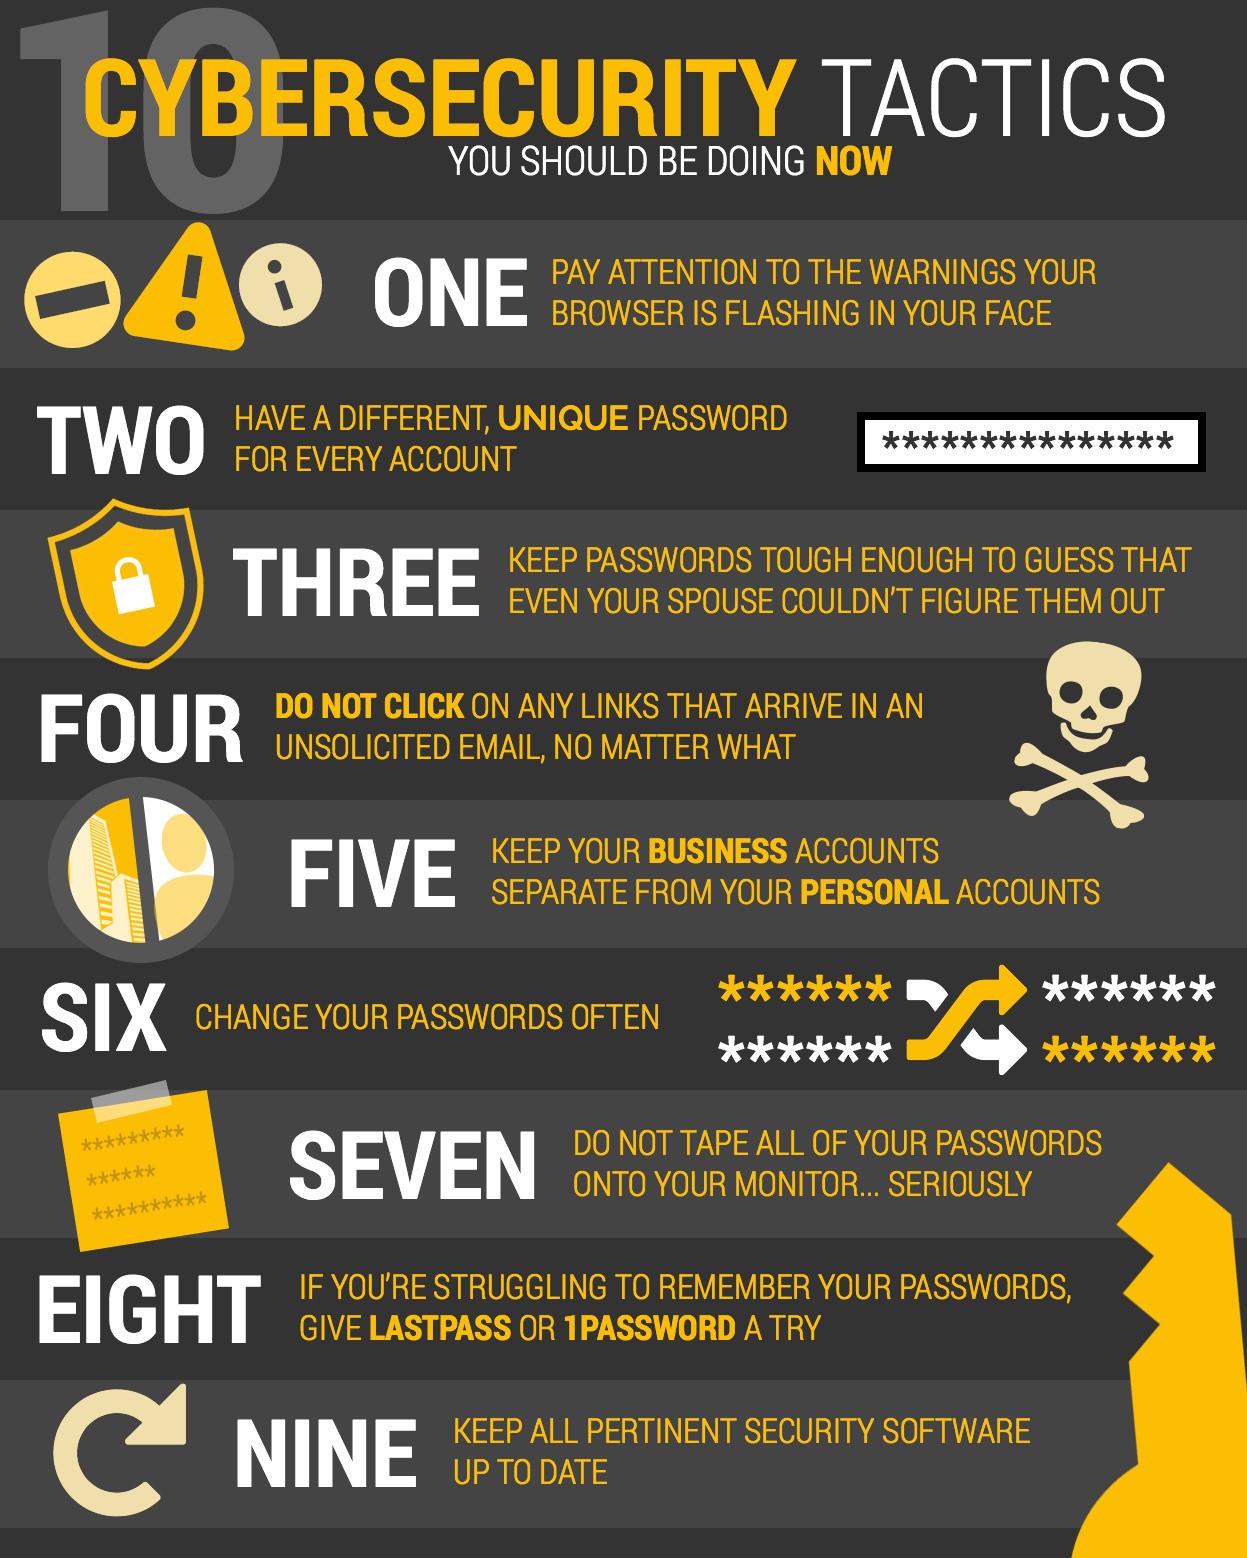 10
CYBERSECURITY TACTICS
YOU SHOULD BE DOING NOW
ONE
PAY ATTENTION TO THE WARNINGS YOUR
BROWSER IS FLASHING IN YOUR FACE
TWO
HAVE A DIFFERENT, UNIQUE PASSWORD
FOR EVERY ACCOUNT
***************
THREE
KEEP PASSWORDS TOUGH ENOUGH TO GUESS THAT
EVEN YOUR SPOUSE COULDN'T FIGURE THEM OUT
FOUR
DO NOT CLICK ON ANY LINKS THAT ARRIVE IN AN
UNSOLICITED EMAIL, NO MATTER WHAT
FIVE
KEEP YOUR BUSINESS ACCOUNTS
SEPARATE FROM YOUR PERSONAL ACCOUNTS
SIX
CHANGE YOUR PASSWORDS OFTEN
****** ******
****** ******
*********
******
**********
SEVEN
DO NOT TAPE ALL OF YOUR PASSWORDS
ONTO YOUR MONITOR... SERIOUSLY
EIGHT
IF YOU'RE STRUGGLING TO REMEMBER YOUR PASSWORDS,
GIVE LASTPASS OR 1PASSWORD A TRY
NINE
KEEP ALL PERTINENT SECURITY SOFTWARE
UP TO DATE